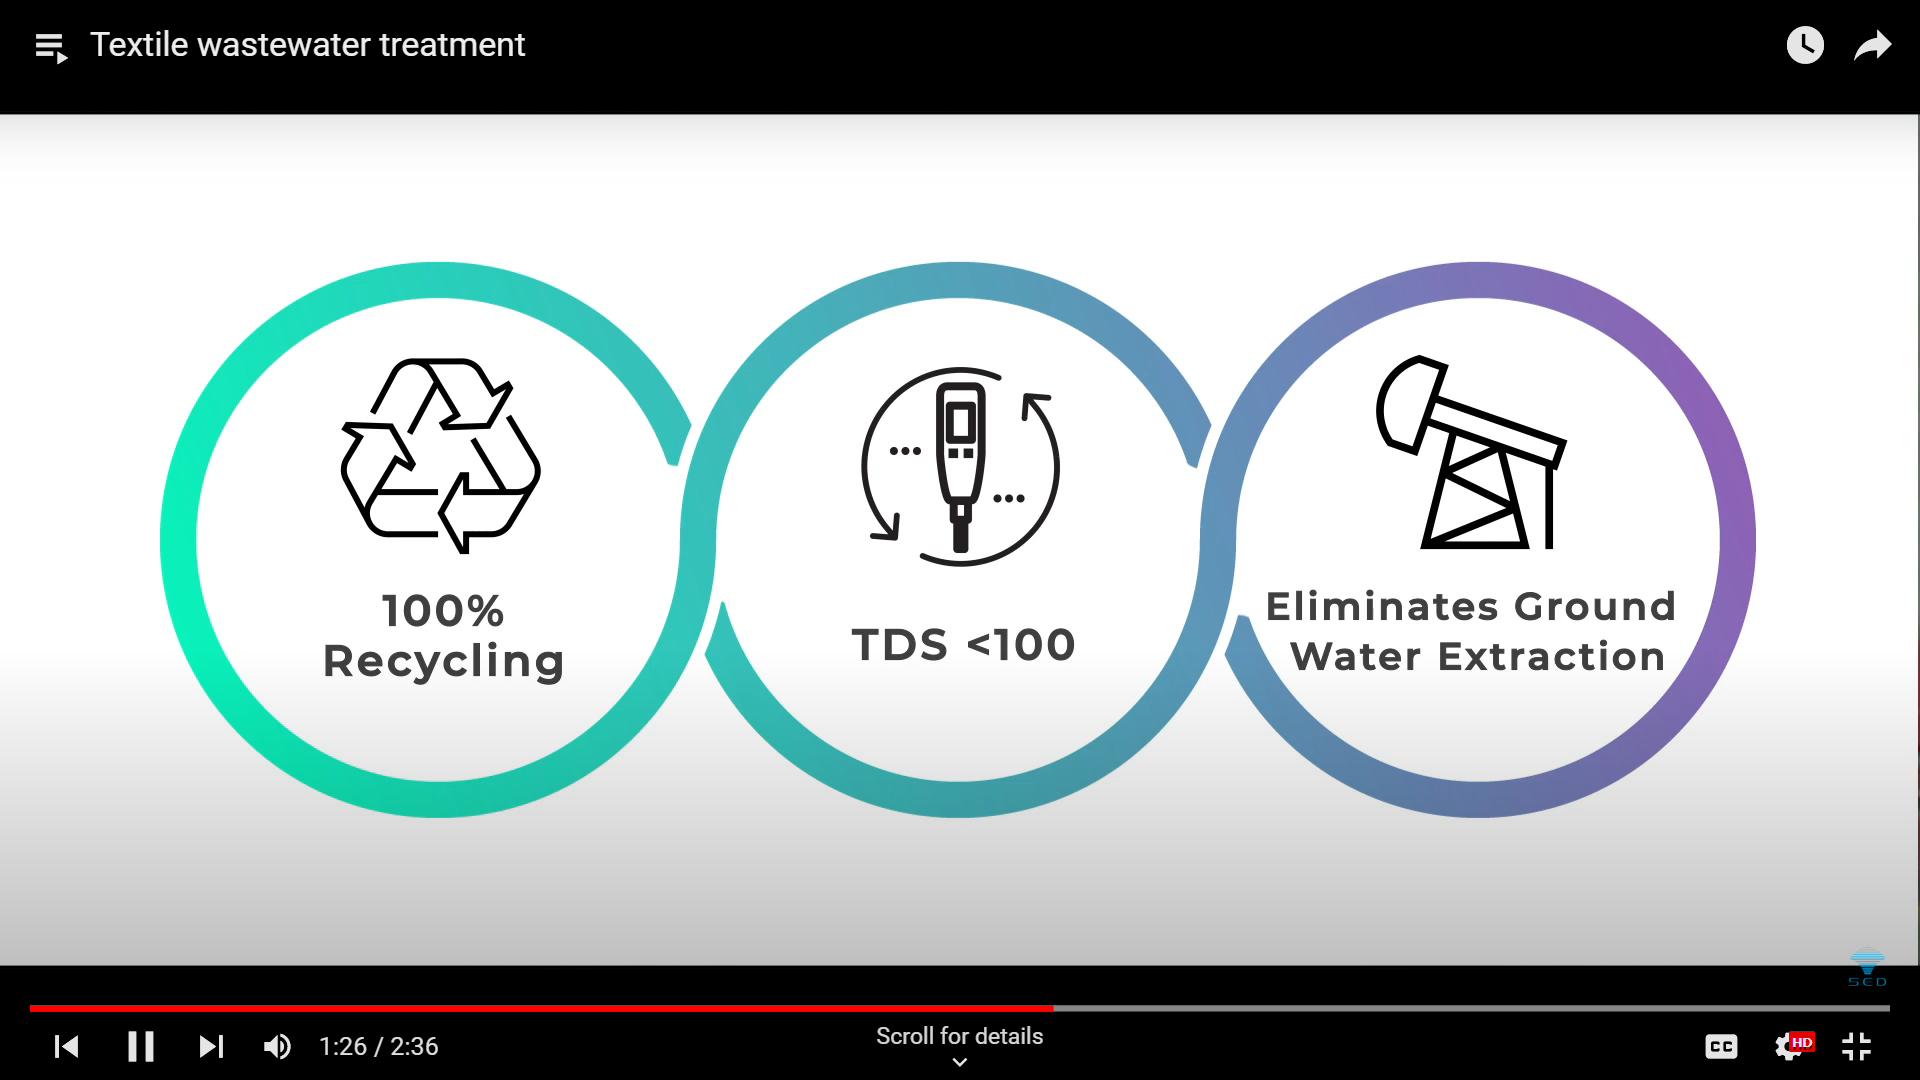 Textile wastewater treatment
100%
Recycling
TDS <100
Eliminates Ground
Water Extraction
SED
1:26 / 2:36
Scroll for details
CC
HD